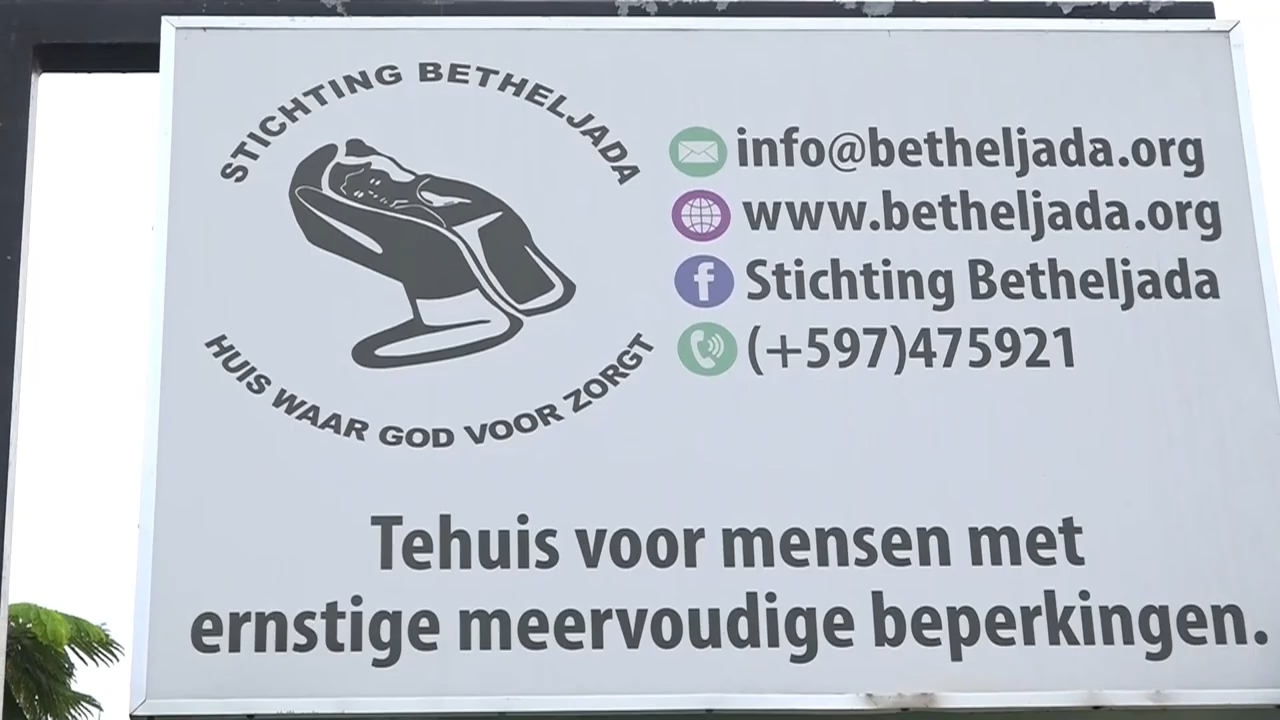 STICHTING BETHELJADA
HUIS WAAR GOD VOOR ZORGT
info@betheljada.org
www.betheljada.org
Stichting Betheljada
(+597)475921
Tehuis voor mensen met
ernstige meervoudige beperkingen.